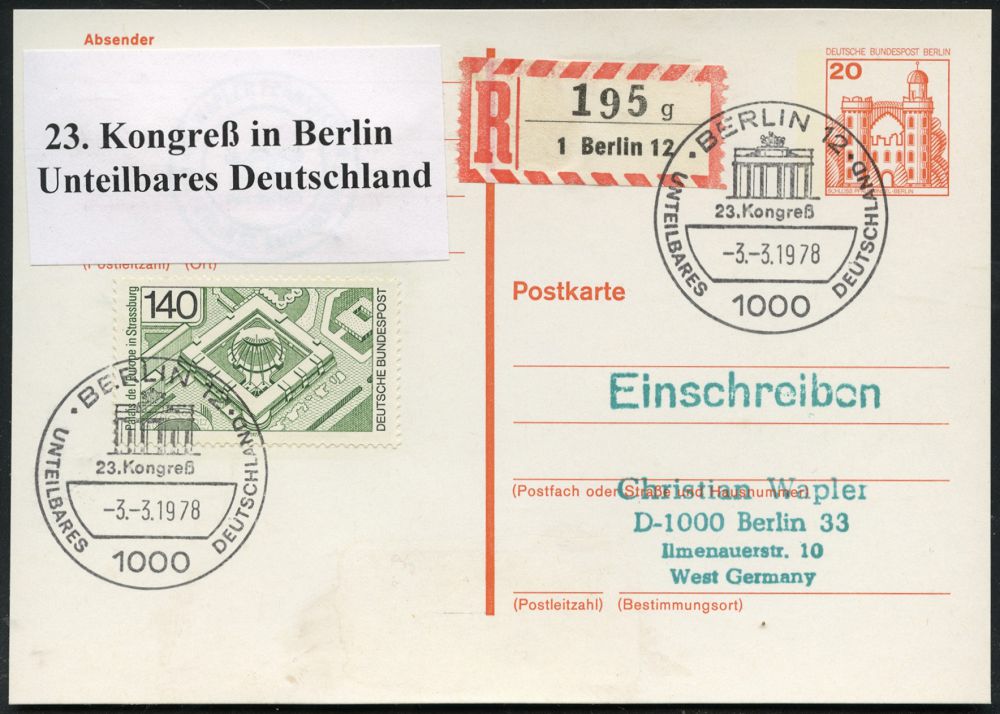 Absender
23. Kongreß in Berlin
Unteilbares Deutschland
(Postleitzahl) (Ort)
R
195 g
1 Berlin 12
DEUTSCHE BUNDESPOST BERLIN
20
BERLIN 12
23.Kongreß
-3.-3.1978
UNTEILBARES DEUTSCHLAND
1000
140
Palais de l'Europe in Strassburg
DEUTSCHE BUNDESPOST
BERLIN 12
23.Kongreß
-3.-3.1978
UNTEILBARES DEUTSCHLAND
1000
Postkarte
Einschreiben
(Postfach oder Straße und Hausnummer)
Christian Wapler
D-1000 Berlin 33
Ilmenauerstr. 10
West Germany
(Postleitzahl) (Bestimmungsort)